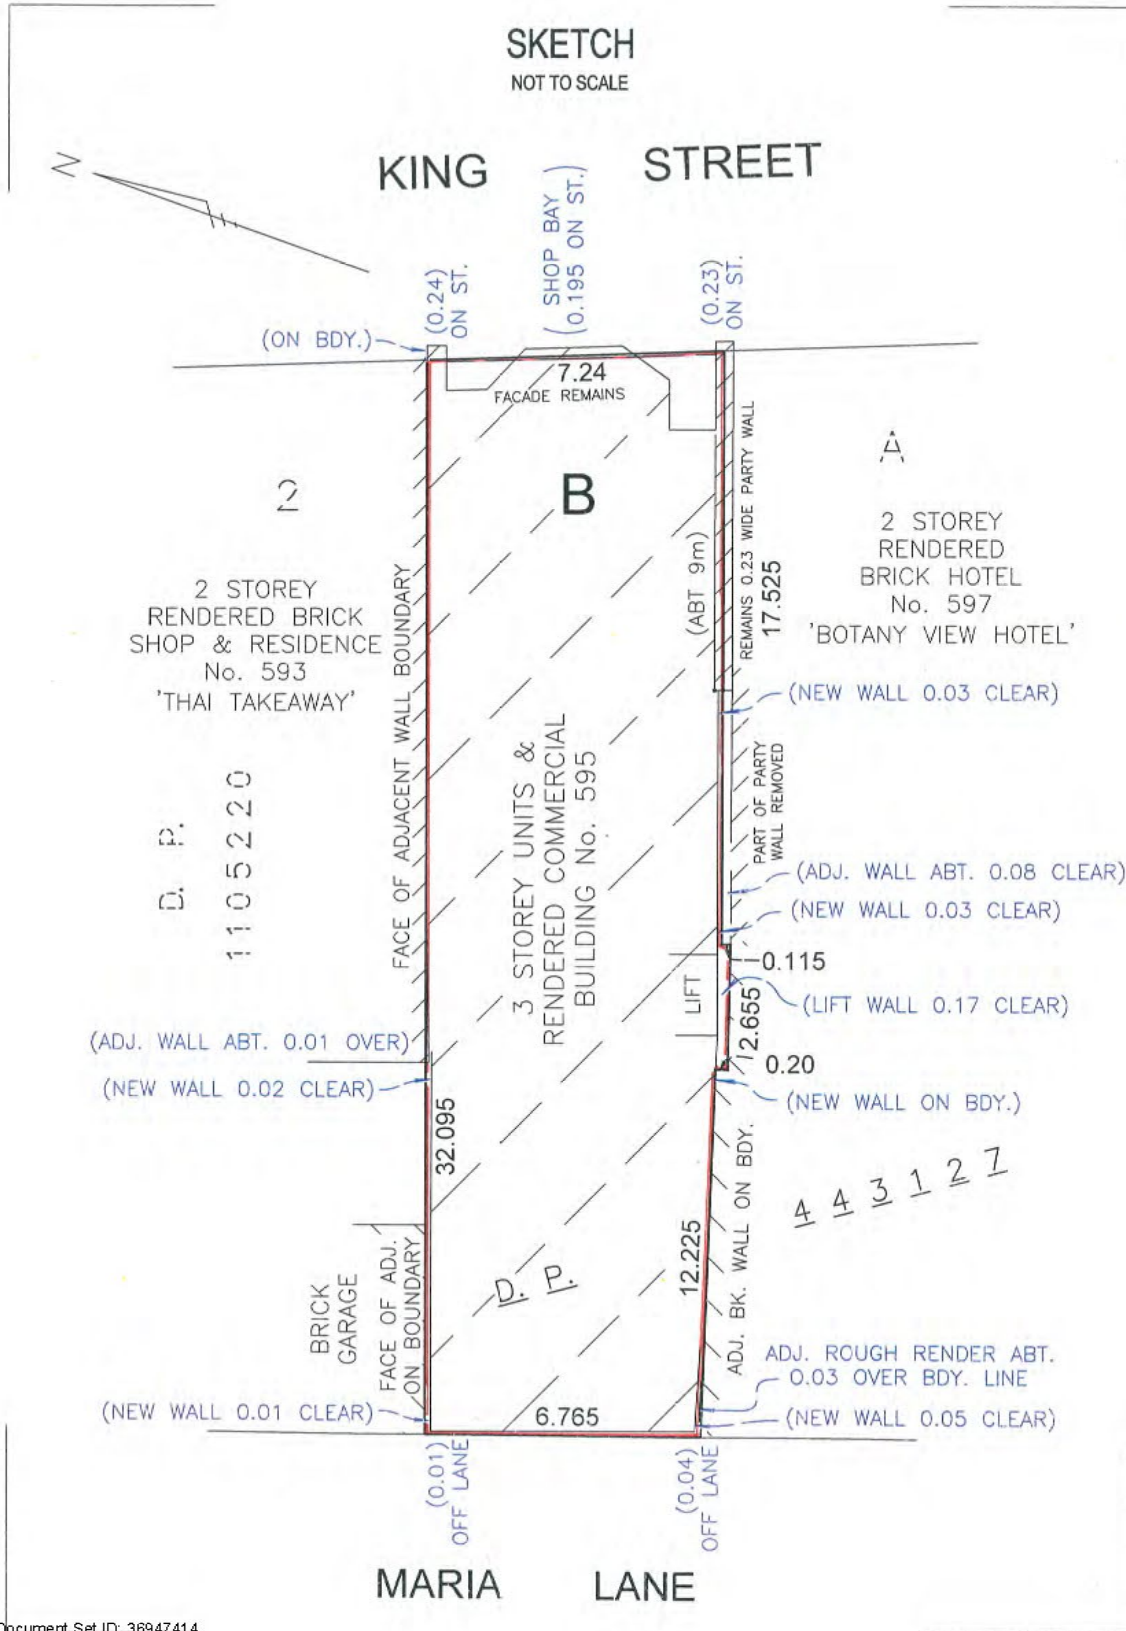 SKETCH
NOT TO SCALE
KING STREET
N
(0.24)
ON ST.
( SHOP BAY )
(0.195 ON ST.)
(0.23)
ON ST.
(ON BDY.)
7.24
FACADE REMAINS
2
B
A
2 STOREY
RENDERED BRICK
SHOP & RESIDENCE
No. 593
'THAI TAKEAWAY'
2 STOREY
RENDERED
BRICK HOTEL
No. 597
'BOTANY VIEW HOTEL'
FACE OF ADJACENT WALL BOUNDARY
(ABT 9m)
REMAINS 0.23 WIDE PARTY WALL
17.525
(NEW WALL 0.03 CLEAR)
D. P.
1105220
3 STOREY UNITS &
RENDERED COMMERCIAL
BUILDING No. 595
PART OF PARTY
WALL REMOVED
(ADJ. WALL ABT. 0.08 CLEAR)
(NEW WALL 0.03 CLEAR)
0.115
LIFT
(LIFT WALL 0.17 CLEAR)
2.655
(ADJ. WALL ABT. 0.01 OVER)
0.20
(NEW WALL 0.02 CLEAR)
(NEW WALL ON BDY.)
32.095
443127
D. P.
12.225
ADJ. BK. WALL ON BDY.
BRICK
GARAGE
FACE OF ADJ.
ON BOUNDARY
ADJ. ROUGH RENDER ABT.
0.03 OVER BDY. LINE
(NEW WALL 0.01 CLEAR)
6.765
(NEW WALL 0.05 CLEAR)
(0.01)
OFF LANE
(0.04)
OFF LANE
MARIA LANE
Document Set ID: 36947414